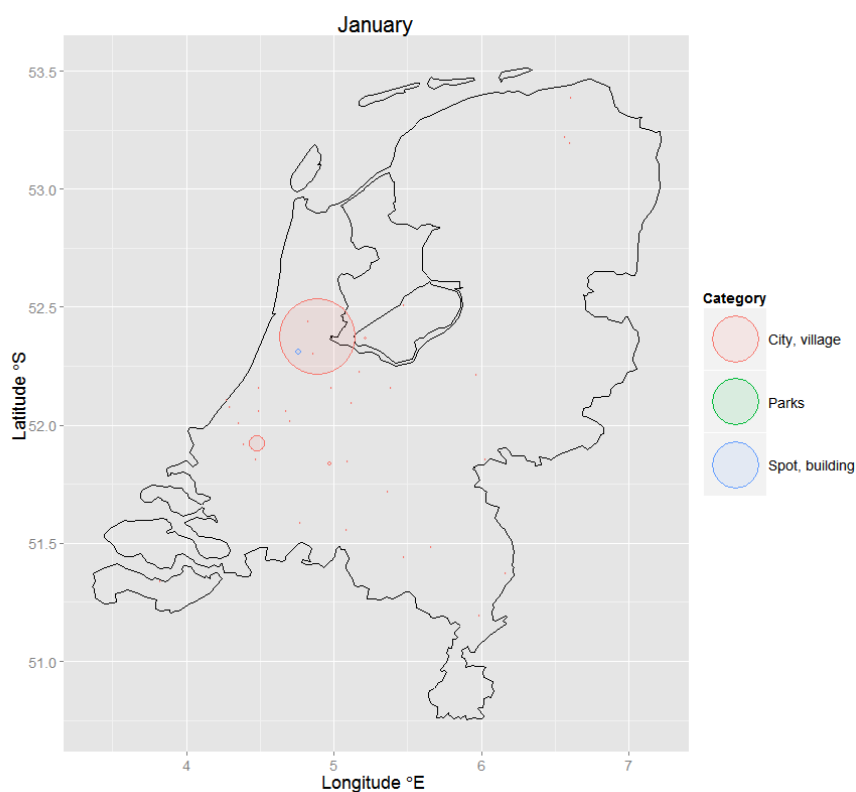 January
53.5
53.0
52.5
52.0
51.5
51.0
Latitude °S
4
5
6
7
Longitude °E
Category
City, village
Parks
Spot, building